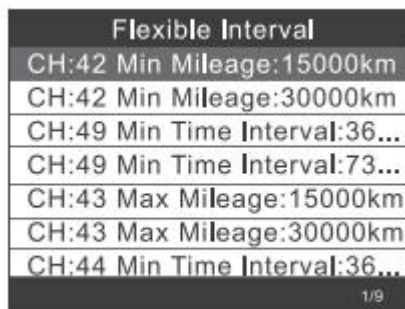 Flexible Interval
CH:42 Min Mileage:15000km
CH:42 Min Mileage:30000km
CH:49 Min Time Interval:36...
CH:49 Min Time Interval:73...
CH:43 Max Mileage:15000km
CH:43 Max Mileage:30000km
CH:44 Min Time Interval:36...
1/9